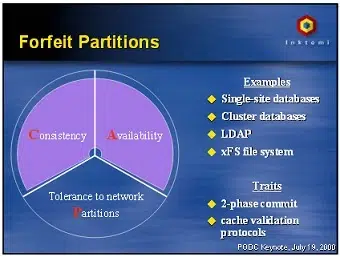 Forfeit Partitions
Inktomi
Examples
Single-site databases
Cluster databases
LDAP
xFS file system
Consistency
Availability
Tolerance to network
Partitions
Traits
2-phase commit
cache validation
protocols
PODC Keynote, July 19, 2000